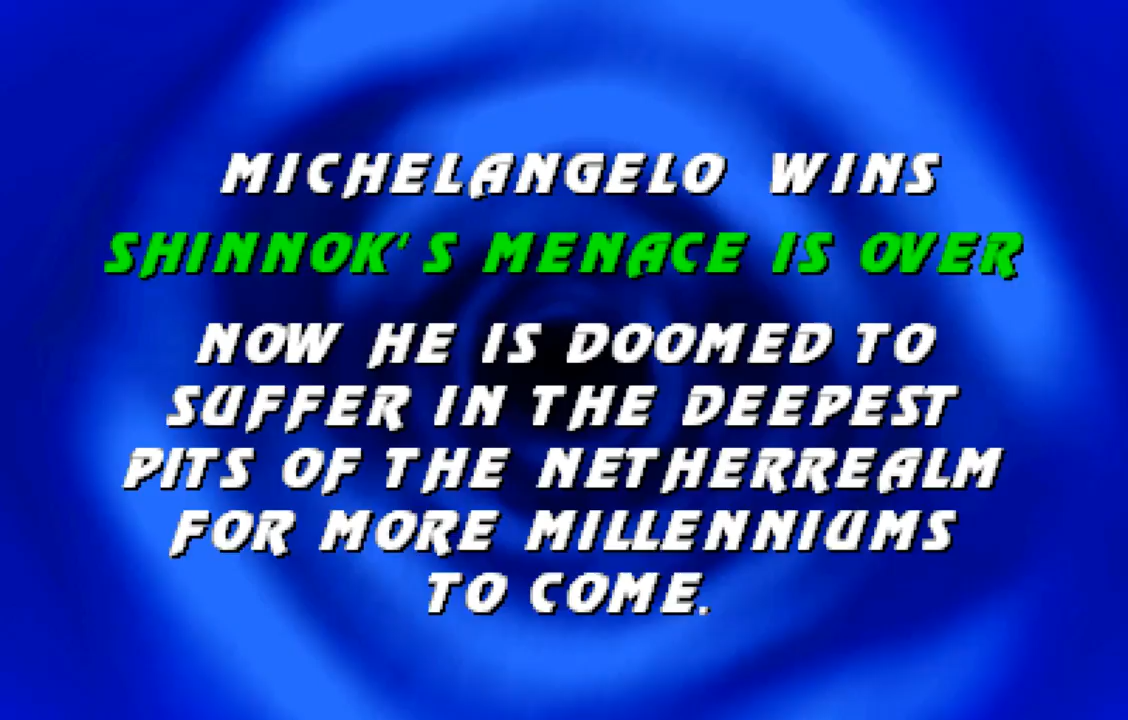 MICHELANGELO WINS
SHINNOK'S MENACE IS OVER
NOW HE IS DOOMED TO
SUFFER IN THE DEEPEST
PITS OF THE NETHERREALM
FOR MORE MILLENNIUMS
TO COME.